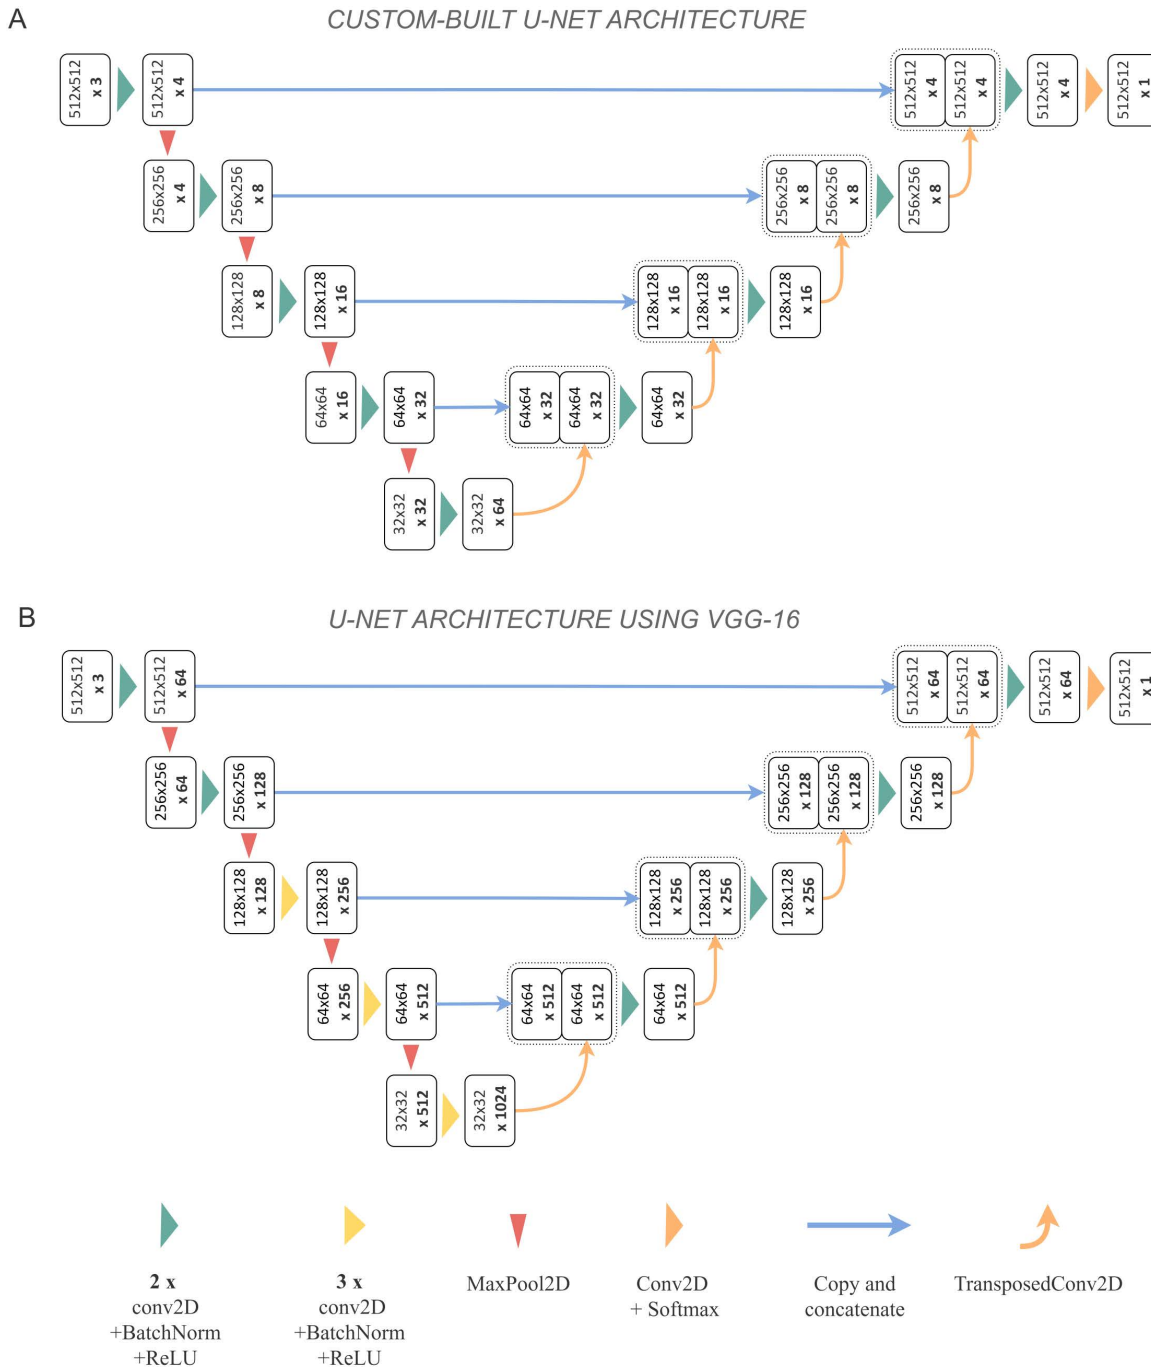 A
CUSTOM-BUILT U-NET ARCHITECTURE
512x512
x 3
512x512
x 4
512x512
x 4
512x512
x 4
512x512
x 4
512x512
x 1
256x256
x 4
256x256
x 8
256x256
x 8
256x256
x 8
256x256
x 8
128x128
x 8
128x128
x 16
128x128
x 16
128x128
x 16
128x128
x 16
64x64
x 16
64x64
x 32
64x64
x 32
64x64
x 32
64x64
x 32
32x32
x 32
32x32
x 64
B
U-NET ARCHITECTURE USING VGG-16
512x512
x 3
512x512
x 64
512x512
x 64
512x512
x 64
512x512
x 64
512x512
x 1
256x256
x 64
256x256
x 128
256x256
x 128
256x256
x 128
256x256
x 128
128x128
x 128
128x128
x 256
128x128
x 256
128x128
x 256
128x128
x 256
64x64
x 256
64x64
x 512
64x64
x 512
64x64
x 512
64x64
x 512
32x32
x 512
32x32
x 1024
2 x
conv2D
+BatchNorm
+ReLU
3 x
conv2D
+BatchNorm
+ReLU
MaxPool2D
Conv2D
+ Softmax
Copy and
concatenate
TransposedConv2D